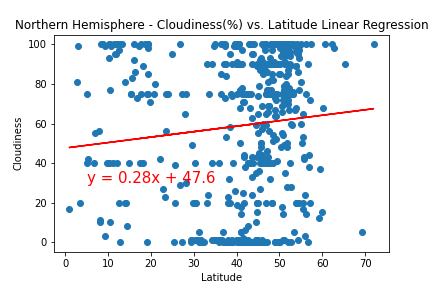 Northern Hemisphere - Cloudiness(%) vs. Latitude Linear Regression
100
80
60
40
20
0
Cloudiness
y = 0.28x + 47.6
0 10 20 30 40 50 60 70
Latitude